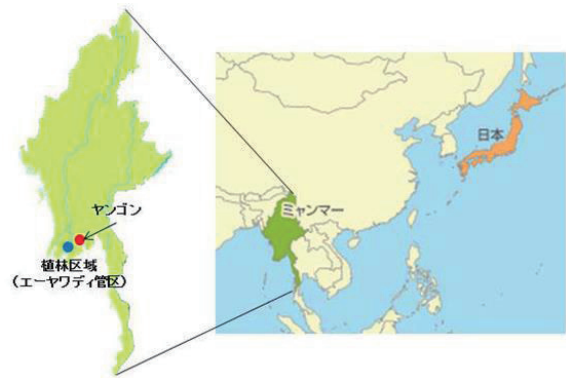 ヤンゴン
植林区域
（エーヤワディ管区）
ミャンマー
日本